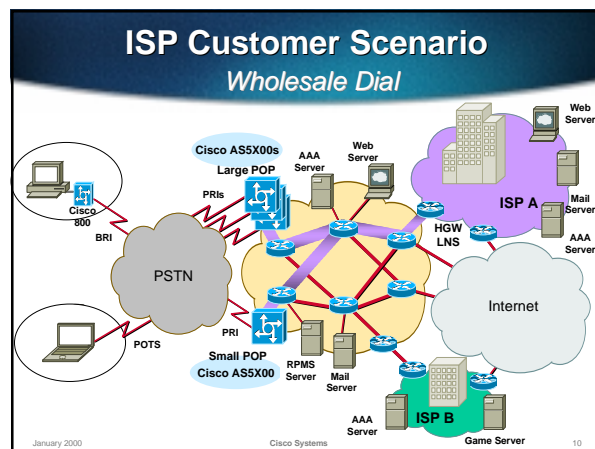 ISP Customer Scenario
Wholesale Dial
Cisco AS5X00s
Large POP
AAA
Server
Web
Server
Web
Server
ISP A
Mail
Server
AAA
Server
HGW
LNS
PRIs
Cisco
800
BRI
PSTN
Internet
PRI
POTS
Small POP
Cisco AS5X00
RPMS
Server
Mail
Server
ISP B
AAA
Server
Game Server
January 2000
Cisco Systems
10